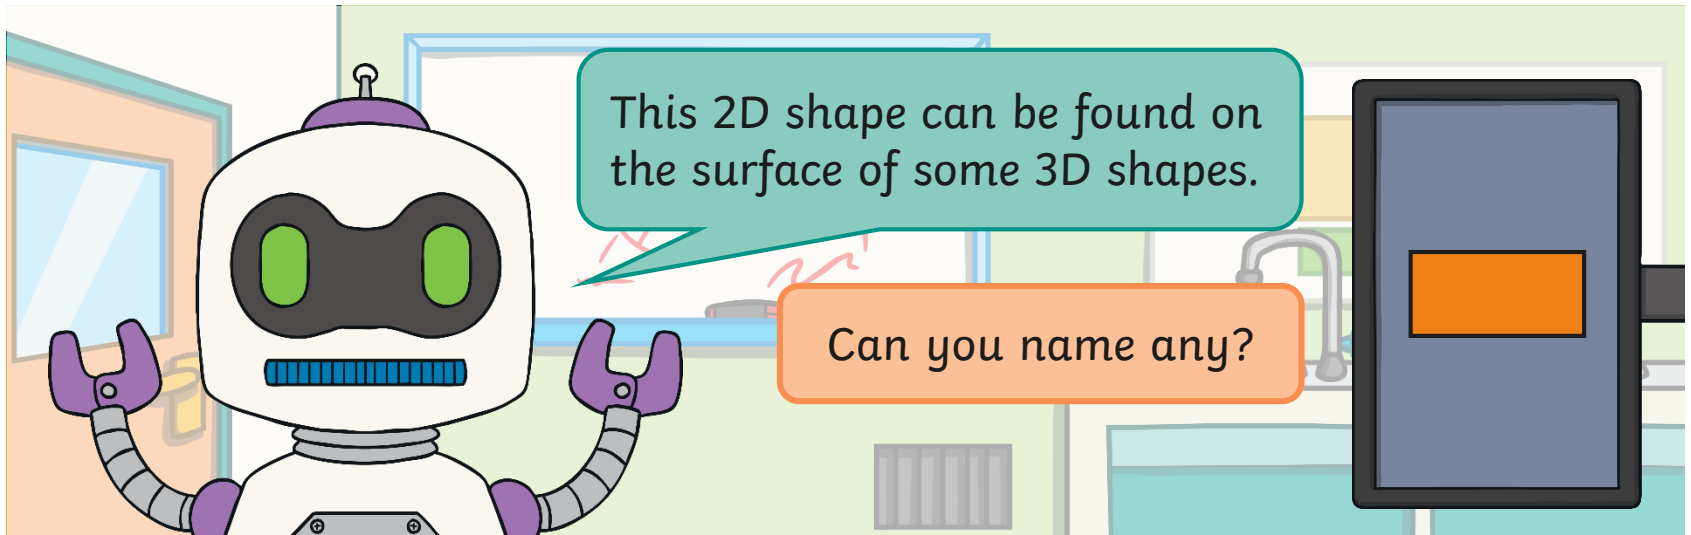 This 2D shape can be found on
the surface of some 3D shapes.
Can you name any?